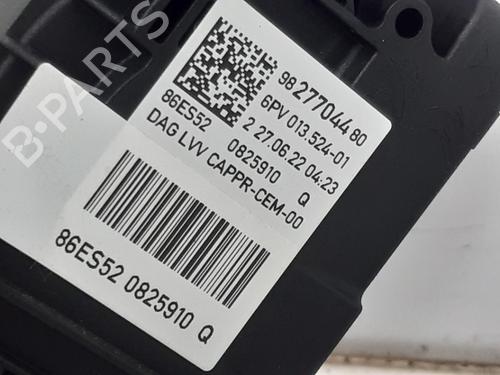 98 277044 80
6PV 013.524-01
2 27.06.22 04:23
86ES52 0825910 Q
DAG LVV CAPPR-CEM-00
86ES52 0825910 Q
B-PARTS